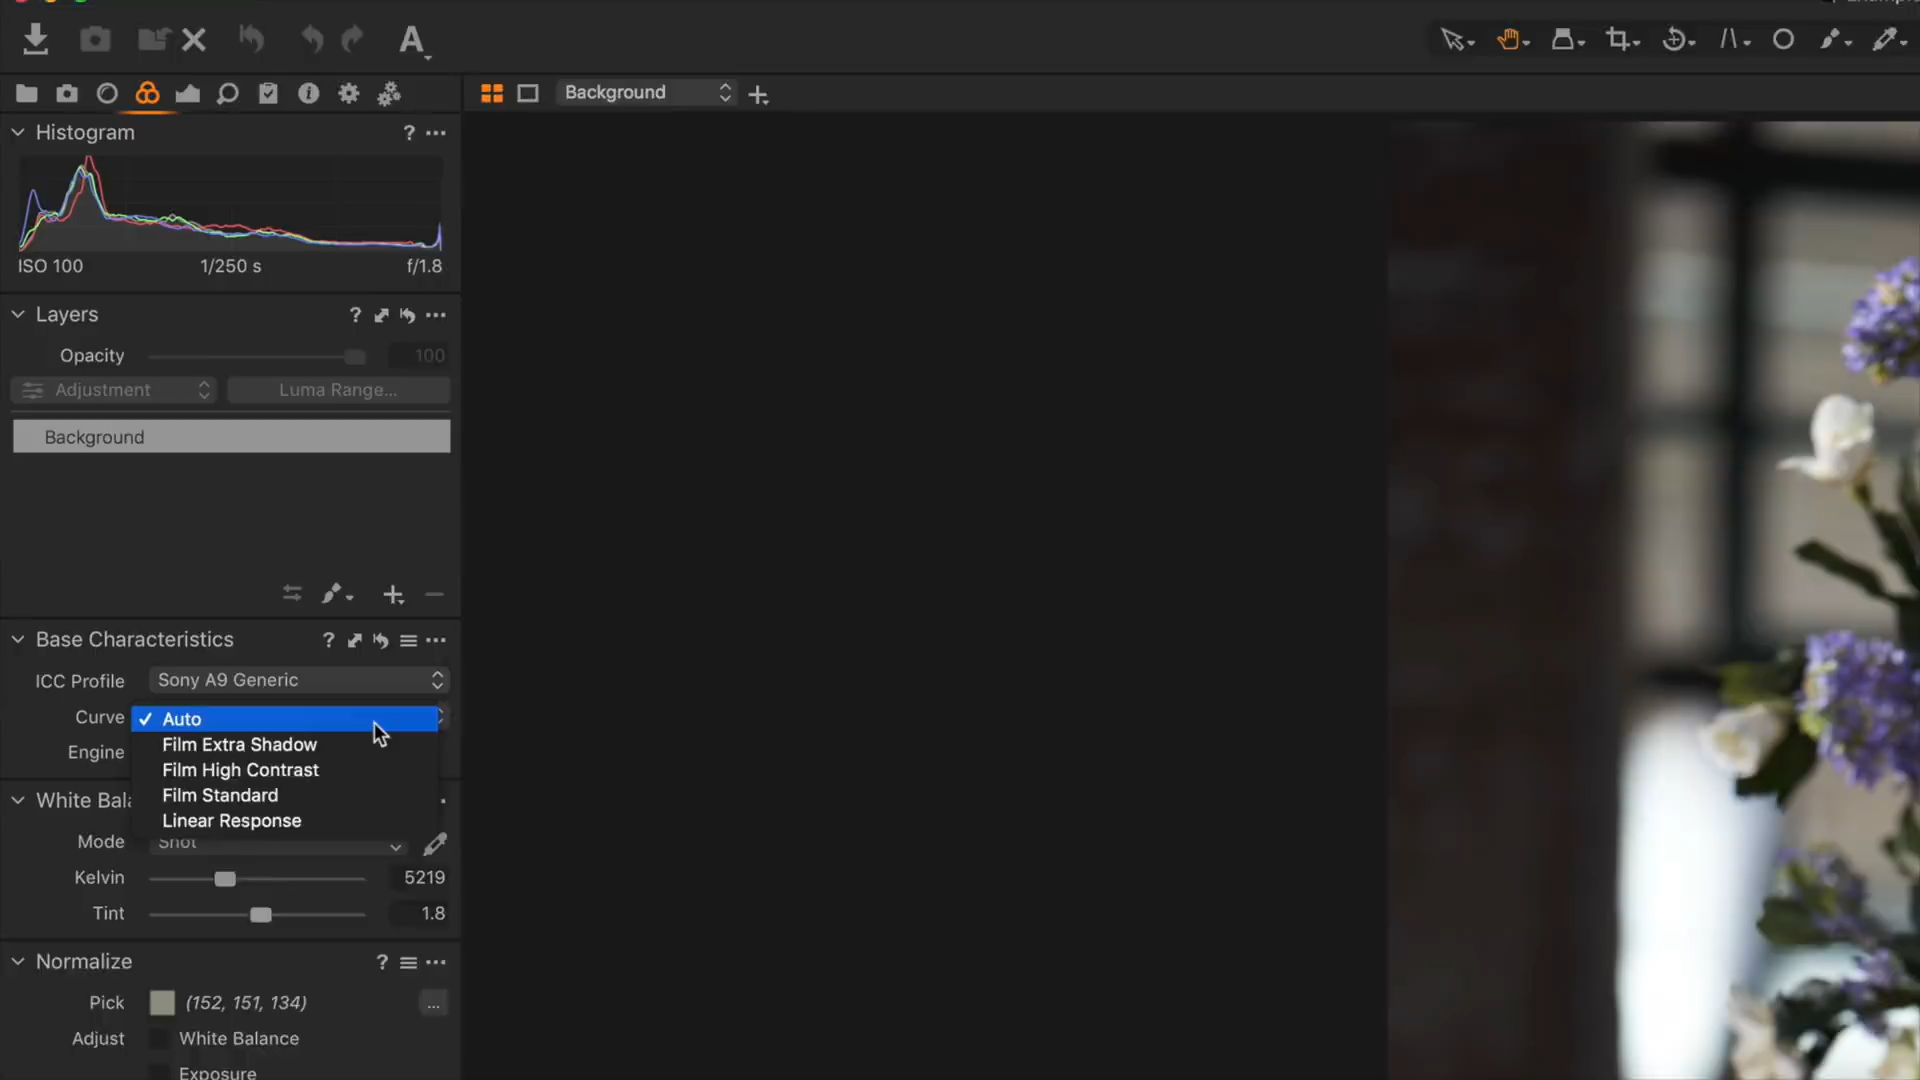 A
Background
Histogram ?
ISO 100 1/250 s f/1.8
Layers ?
Opacity 100
Adjustment Luma Range...
Background
Base Characteristics ?
ICC Profile Sony A9 Generic
Curve ✓ Auto
Film Extra Shadow
Engine
Film High Contrast
Film Standard
White Bala
Linear Response
Mode Shot
Kelvin 5219
Tint 1.8
Normalize ?
Pick (152, 151, 134) ...
Adjust White Balance
Exposure